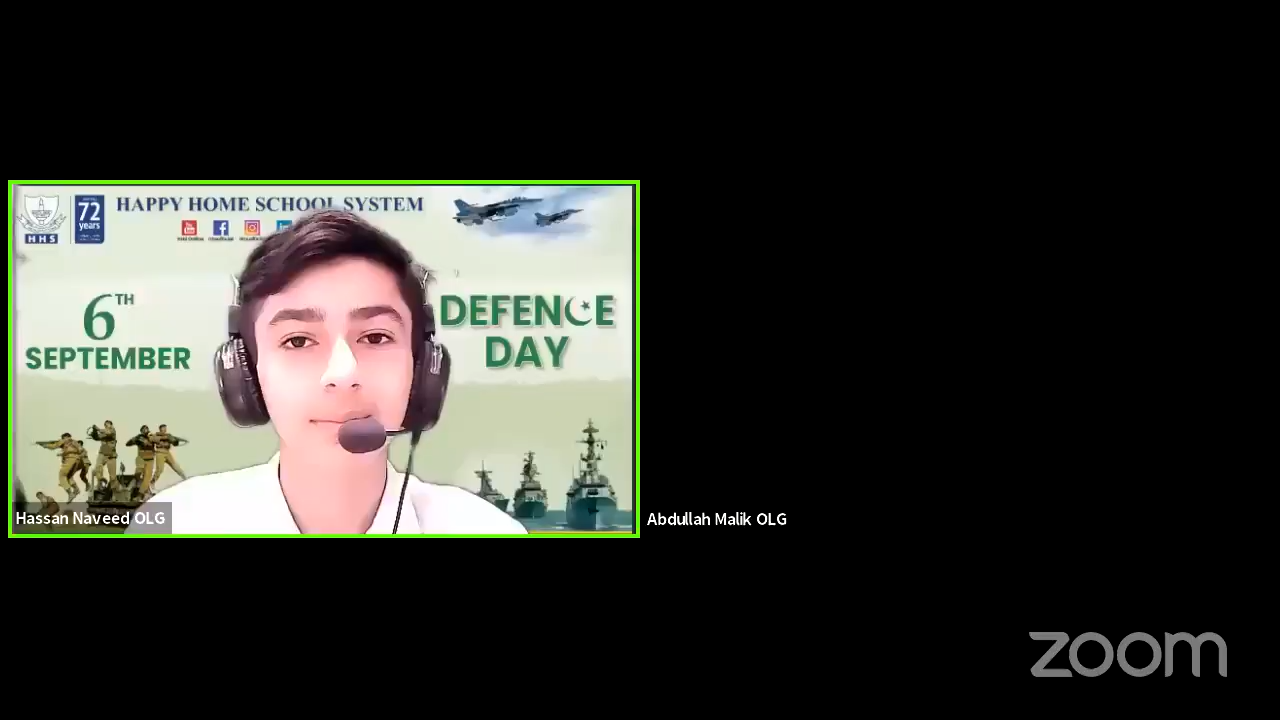 HAPPY HOME SCHOOL SYSTEM
72
years
HHS
6TH
SEPTEMBER
DEFENCE
DAY
Hassan Naveed OLG
Abdullah Malik OLG
zoom